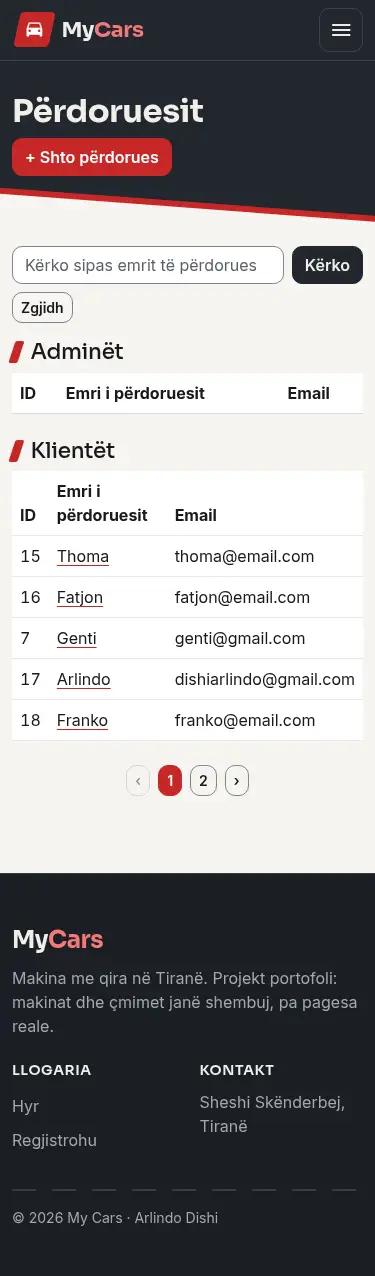 MyCars
Përdoruesit
+ Shto përdorues
Kërko sipas emrit të përdorues
Kërko
Zgjidh
Adminët
ID Emri i përdoruesit Email
Klientët
ID Emri i përdoruesit Email
15 Thoma thoma@email.com
16 Fatjon fatjon@email.com
7 Genti genti@gmail.com
17 Arlindo dishiarlindo@gmail.com
18 Franko franko@email.com
‹ 1 2 ›
MyCars
Makina me qira në Tiranë. Projekt portofoli:
makinat dhe çmimet janë shembuj, pa pagesa
reale.
LLOGARIA
Hyr
Regjistrohu
KONTAKT
Sheshi Skënderbej,
Tiranë
© 2026 My Cars · Arlindo Dishi